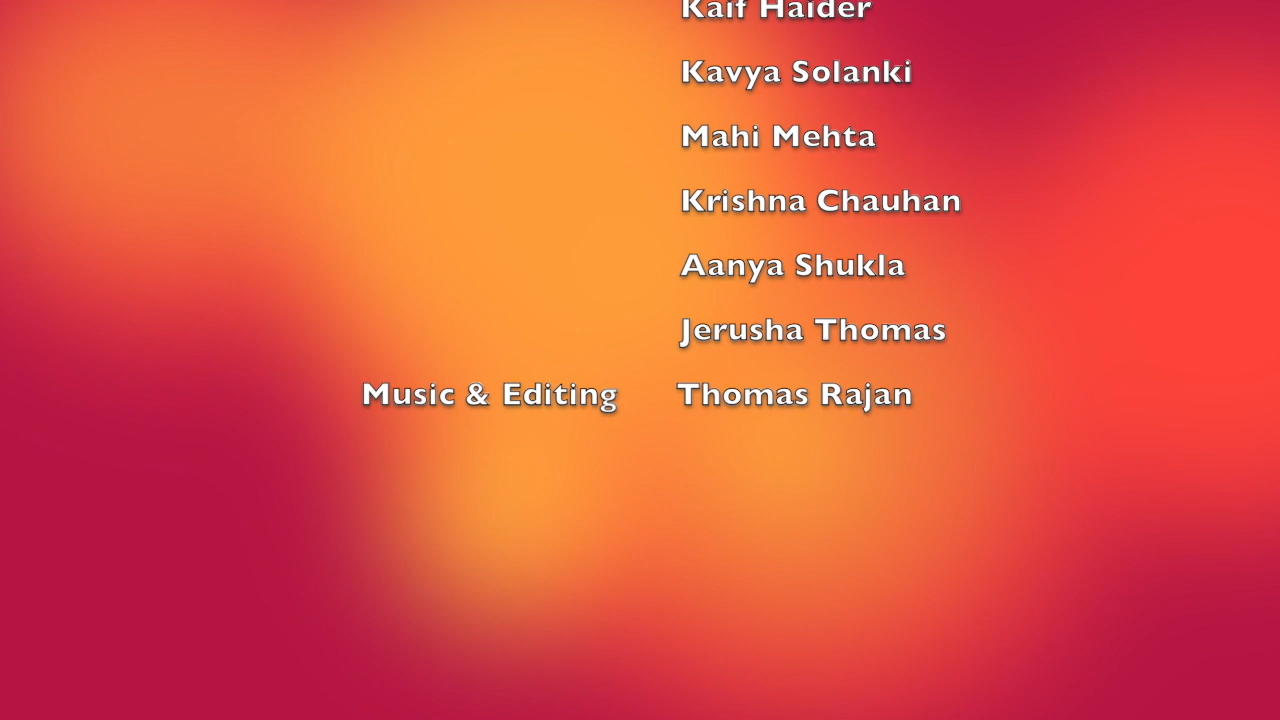 Kaif Haider
Kavya Solanki
Mahi Mehta
Krishna Chauhan
Aanya Shukla
Jerusha Thomas
Music & Editing Thomas Rajan